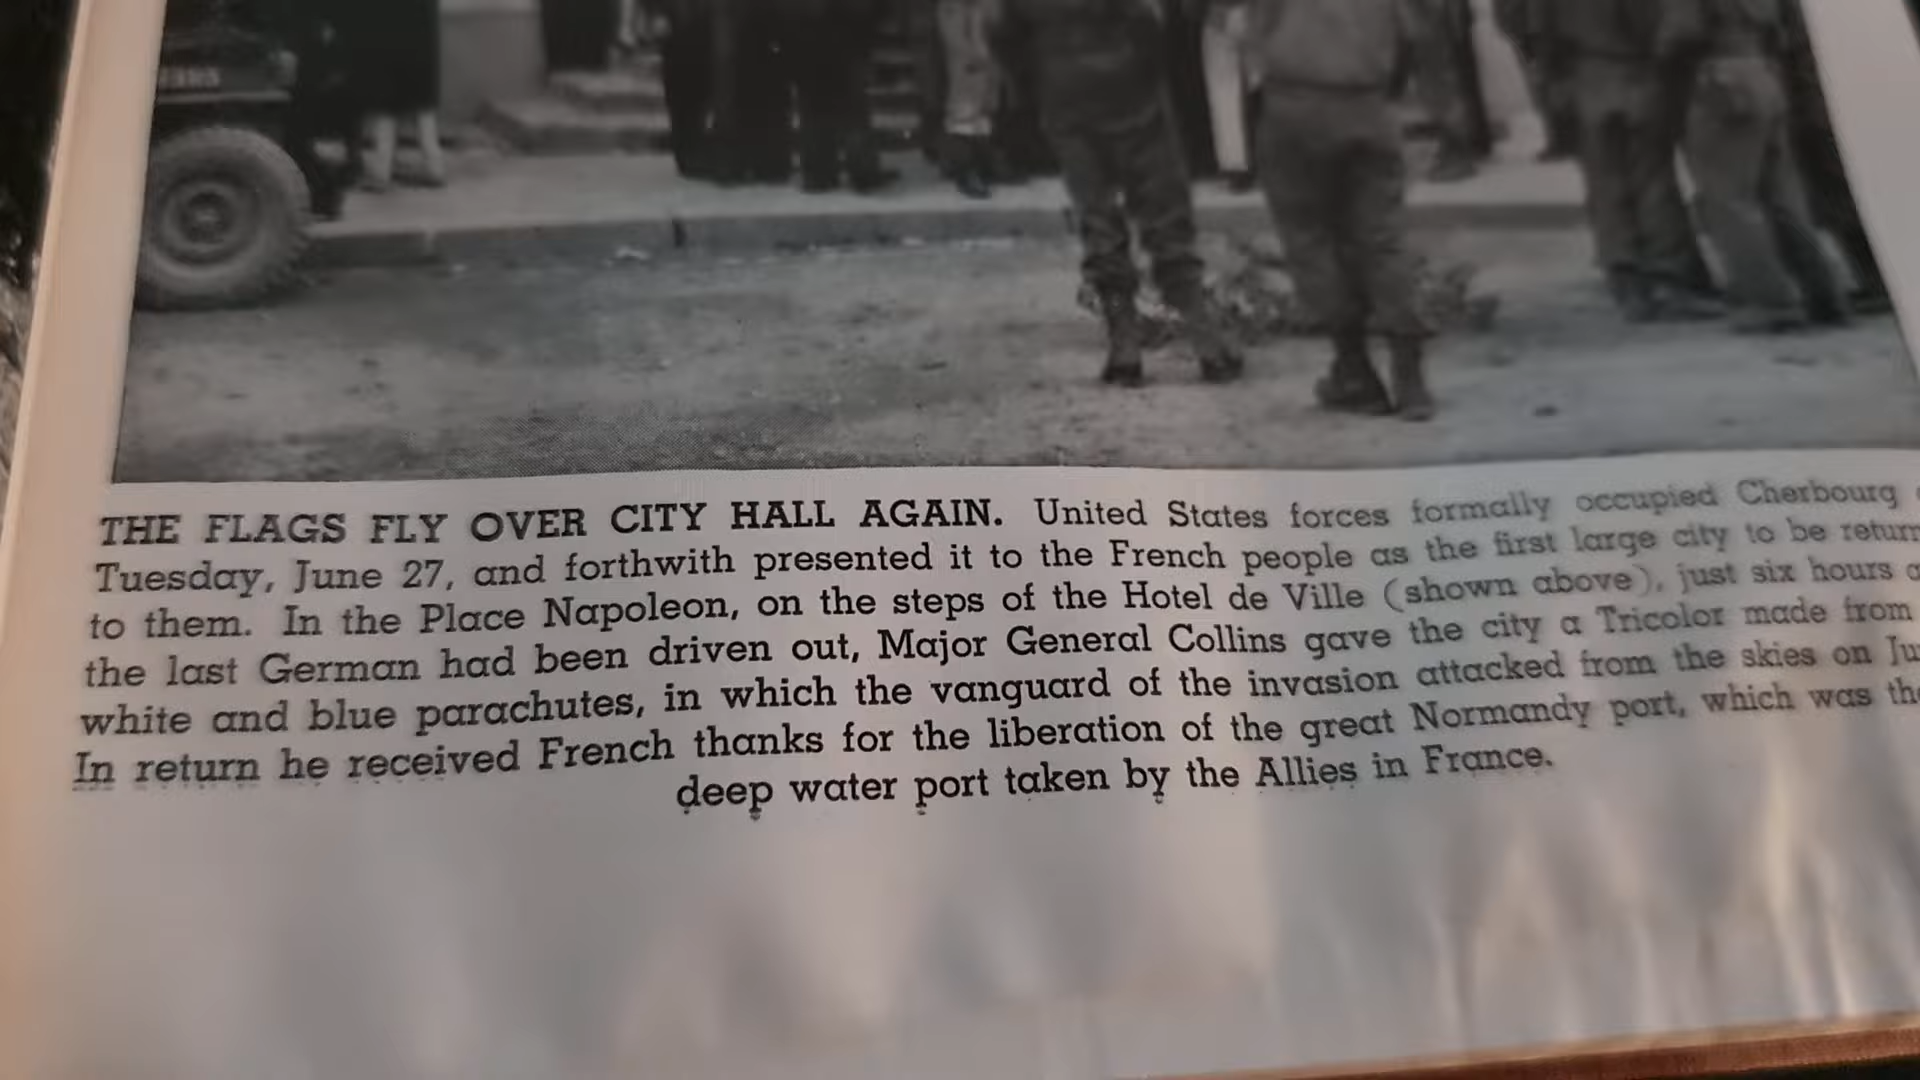 THE FLAGS FLY OVER CITY HALL AGAIN. United States forces formally occupied Cherbourg
Tuesday, June 27, and forthwith presented it to the French people as the first large city to be return
to them. In the Place Napoleon, on the steps of the Hotel de Ville (shown above), just six hours
the last German had been driven out, Major General Collins gave the city a Tricolor made from
white and blue parachutes, in which the vanguard of the invasion attacked from the skies on Ju
In return he received French thanks for the liberation of the great Normandy port, which was the
deep water port taken by the Allies in France.